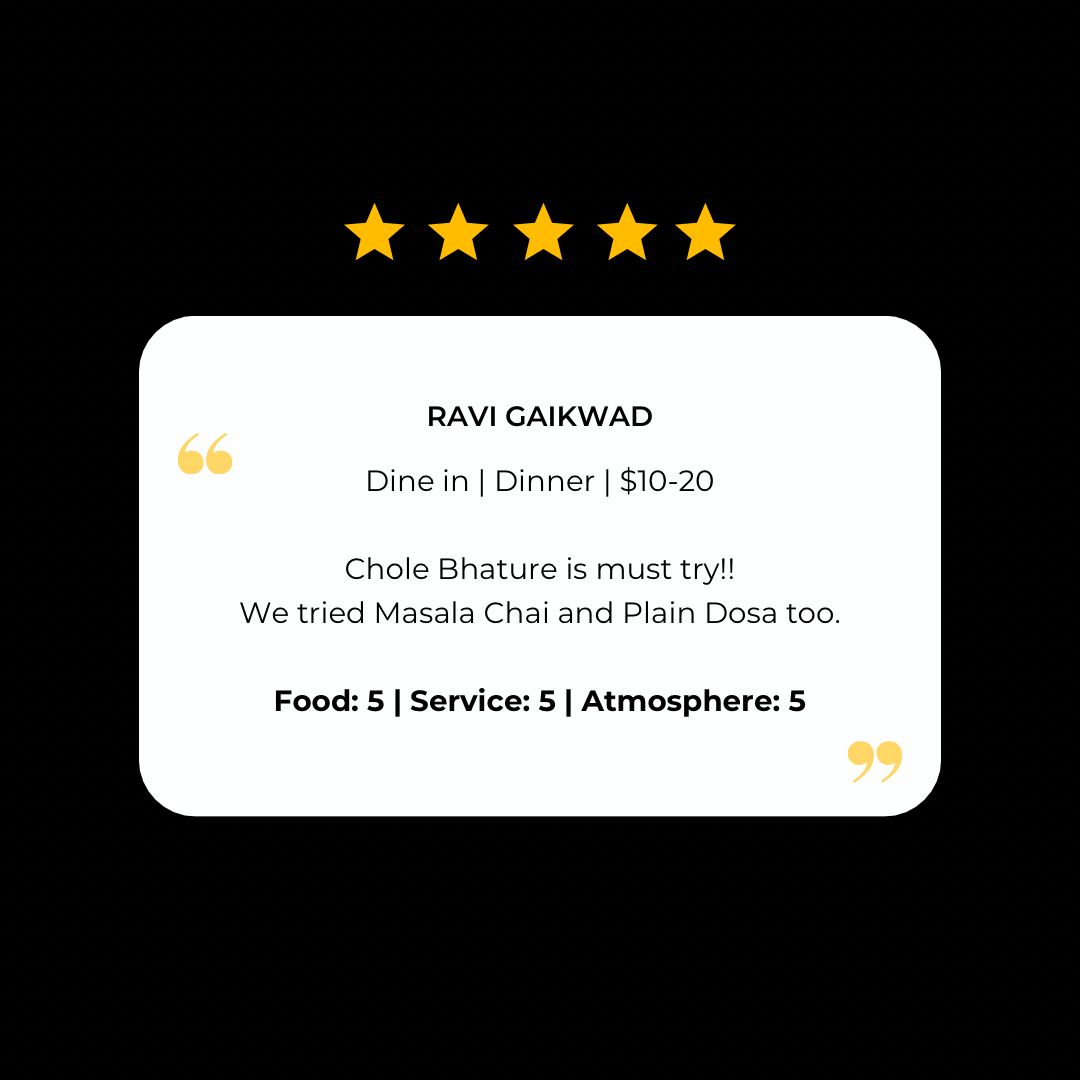 RAVI GAIKWAD
“
Dine in | Dinner | $10-20
Chole Bhature is must try!!
We tried Masala Chai and Plain Dosa too.
Food: 5 | Service: 5 | Atmosphere: 5
”